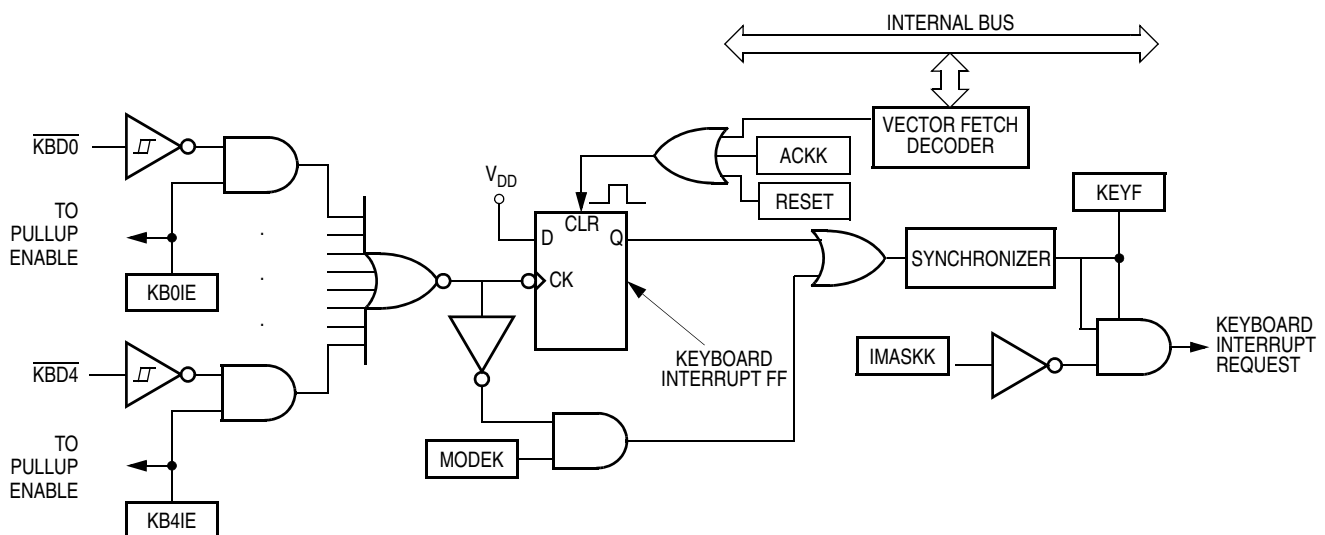 INTERNAL BUS
VECTOR FETCH
DECODER
ACKK
RESET
KEYF
KBD0
VDD
CLR
D
Q
CK
TO
PULLUP
ENABLE
KB0IE
SYNCHRONIZER
KEYBOARD
INTERRUPT FF
IMASKK
KEYBOARD
INTERRUPT
REQUEST
KBD4
MODEK
TO
PULLUP
ENABLE
KB4IE